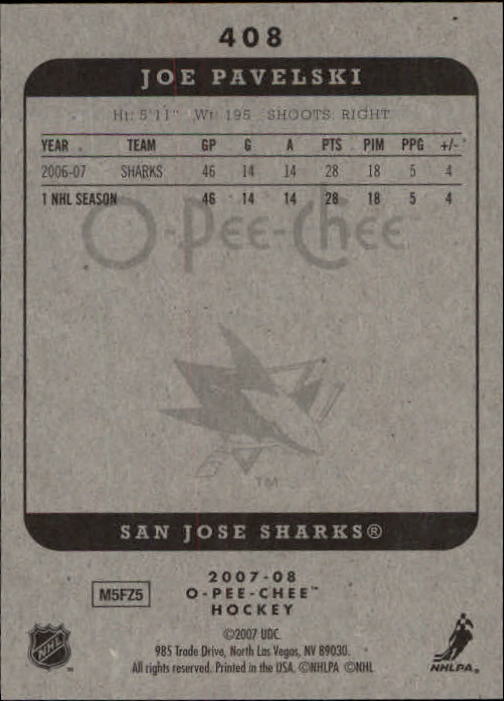 408
JOE PAVELSKI
Ht: 5'11" Wt: 195 SHOOTS: RIGHT
YEAR TEAM GP G A PTS PIM PPG +/-
2006-07 SHARKS 46 14 14 28 18 5 4
1 NHL SEASON 46 14 14 28 18 5 4
O-Pee-Chee
TM
SAN JOSE SHARKS®
2007-08
M5FZ5 O-PEE-CHEE™
HOCKEY
©2007 UDC.
985 Trade Drive, North Las Vegas, NV 89030.
All rights reserved. Printed in the USA. ©NHLPA ©NHL
NHL
NHLPA